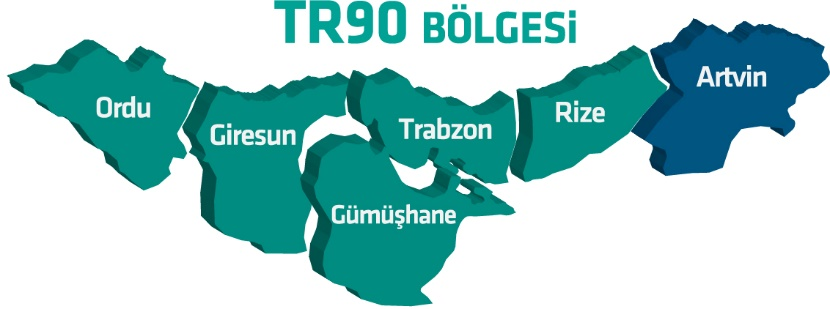 TR90 BÖLGESİ
Ordu
Giresun
Trabzon
Rize
Artvin
Gümüşhane